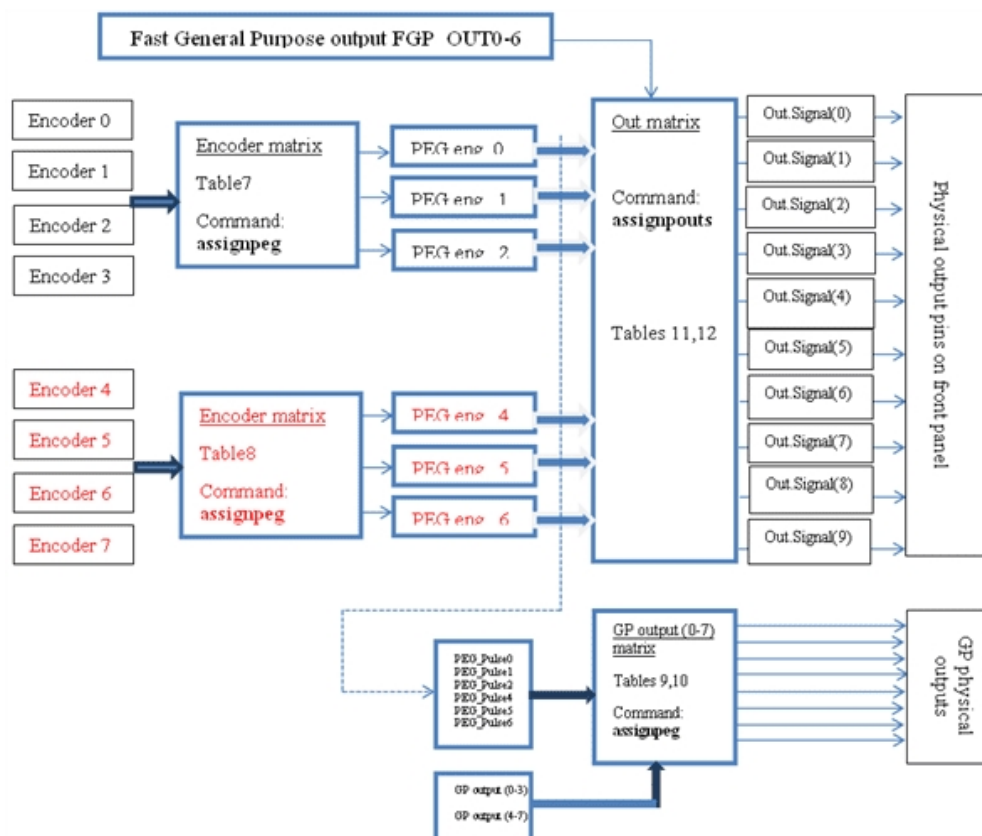 Fast General Purpose output FGP OUT0-6
Encoder 0
Encoder 1
Encoder 2
Encoder 3
Encoder matrix
Table7
Command:
assignpeg
PEG eng 0
PEG eng 1
PEG eng 2
Out matrix
Command:
assignpouts
Tables 11,12
Out.Signal(0)
Out.Signal(1)
Out.Signal(2)
Out.Signal(3)
Out.Signal(4)
Out.Signal(5)
Out.Signal(6)
Out.Signal(7)
Out.Signal(8)
Out.Signal(9)
Physical output pins on front panel
Encoder 4
Encoder 5
Encoder 6
Encoder 7
Encoder matrix
Table8
Command:
assignpeg
PEG eng 4
PEG eng 5
PEG eng 6
PEG_Pulse0
PEG_Pulse1
PEG_Pulse2
PEG_Pulse4
PEG_Pulse5
PEG_Pulse6
GP output (0-7)
matrix
Tables 9,10
Command:
assignpeg
GP physical
outputs
GP output (0-3)
GP output (4-7)